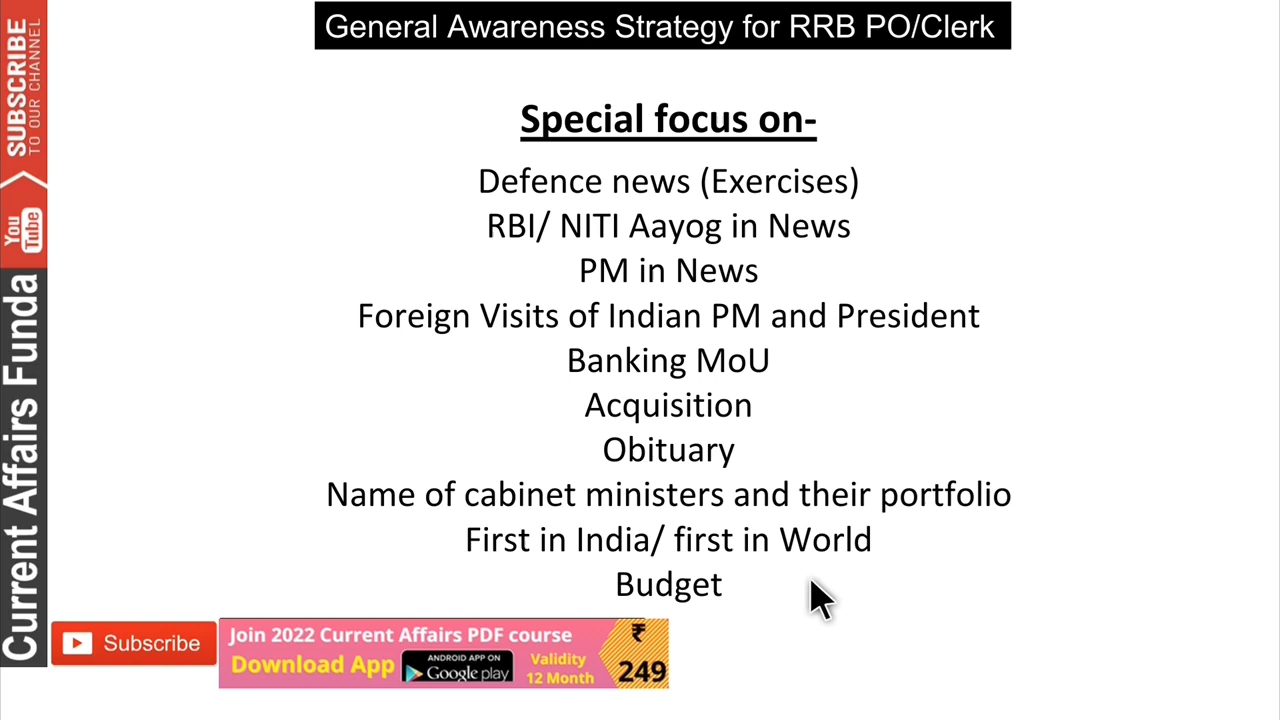 General Awareness Strategy for RRB PO/Clerk
Special focus on-
Defence news (Exercises)
RBI/ NITI Aayog in News
PM in News
Foreign Visits of Indian PM and President
Banking MoU
Acquisition
Obituary
Name of cabinet ministers and their portfolio
First in India/ first in World
Budget
SUBSCRIBE
TO OUR CHANNEL
You
Tube
Current Affairs Funda
Subscribe
Join 2022 Current Affairs PDF course
Download App
ANDROID APP ON
Google play
Validity
12 Month
₹
249